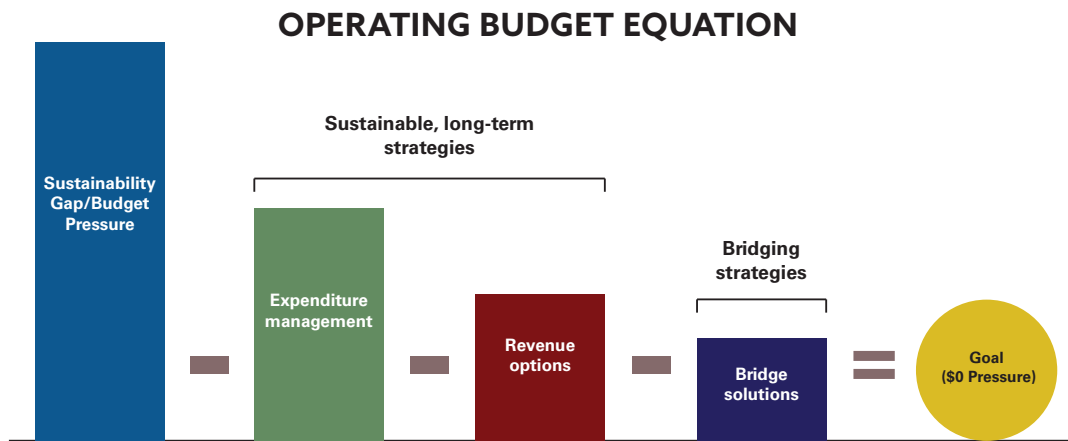 OPERATING BUDGET EQUATION
Sustainable, long-term
strategies
Sustainability
Gap/Budget
Pressure
Expenditure
management
Revenue
options
Bridging
strategies
Bridge
solutions
Goal
($0 Pressure)